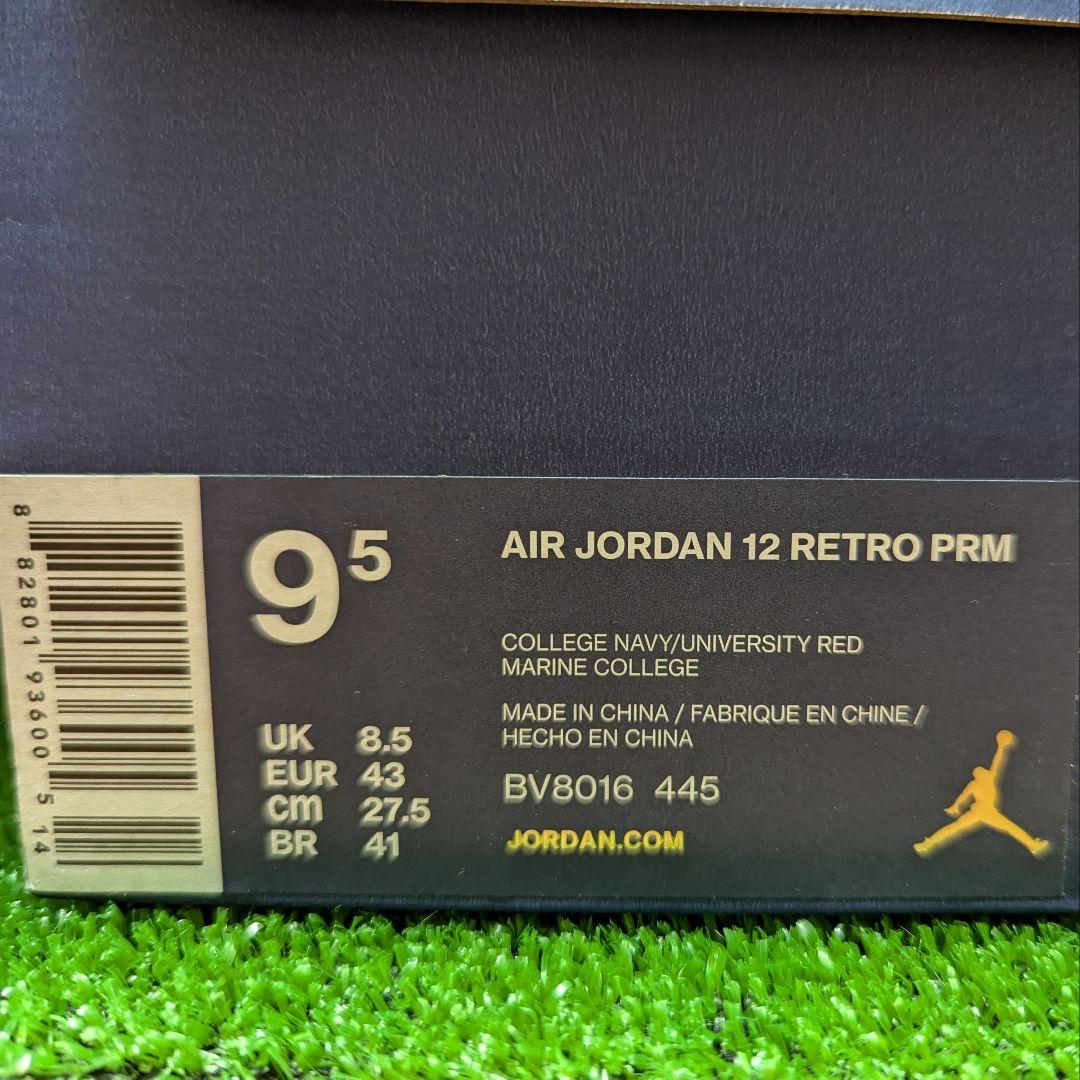 8 82801 93600 5 14
9 5
AIR JORDAN 12 RETRO PRM
COLLEGE NAVY/UNIVERSITY RED
MARINE COLLEGE
MADE IN CHINA / FABRIQUE EN CHINE /
HECHO EN CHINA
BV8016 445
JORDAN.COM
UK 8.5
EUR 43
cm 27.5
BR 41